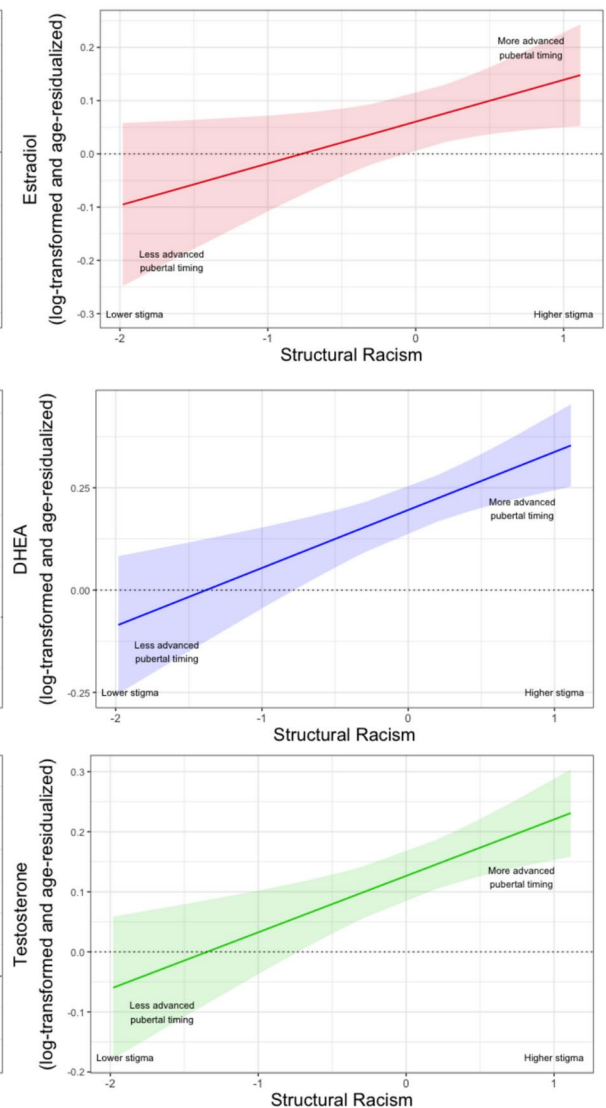 Estradiol
(log-transformed and age-residualized)
0.2
0.1
0.0
-0.1
-0.2
-0.3
More advanced
pubertal timing
Less advanced
pubertal timing
Lower stigma
Higher stigma
-2
-1
0
1
Structural Racism
DHEA
(log-transformed and age-residualized)
0.25
0.00
-0.25
More advanced
pubertal timing
Less advanced
pubertal timing
Lower stigma
Higher stigma
-2
-1
0
1
Structural Racism
Testosterone
(log-transformed and age-residualized)
0.3
0.2
0.1
0.0
-0.1
-0.2
More advanced
pubertal timing
Less advanced
pubertal timing
Lower stigma
Higher stigma
-2
-1
0
1
Structural Racism